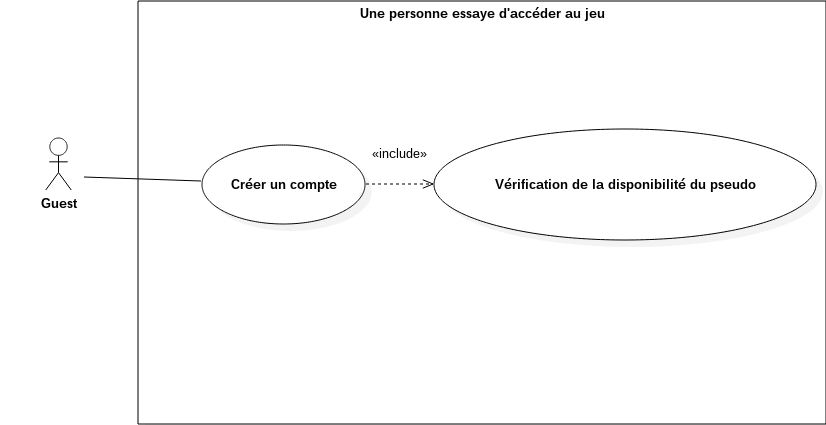 Une personne essaye d'accéder au jeu
«include»
Créer un compte
Vérification de la disponibilité du pseudo
Guest